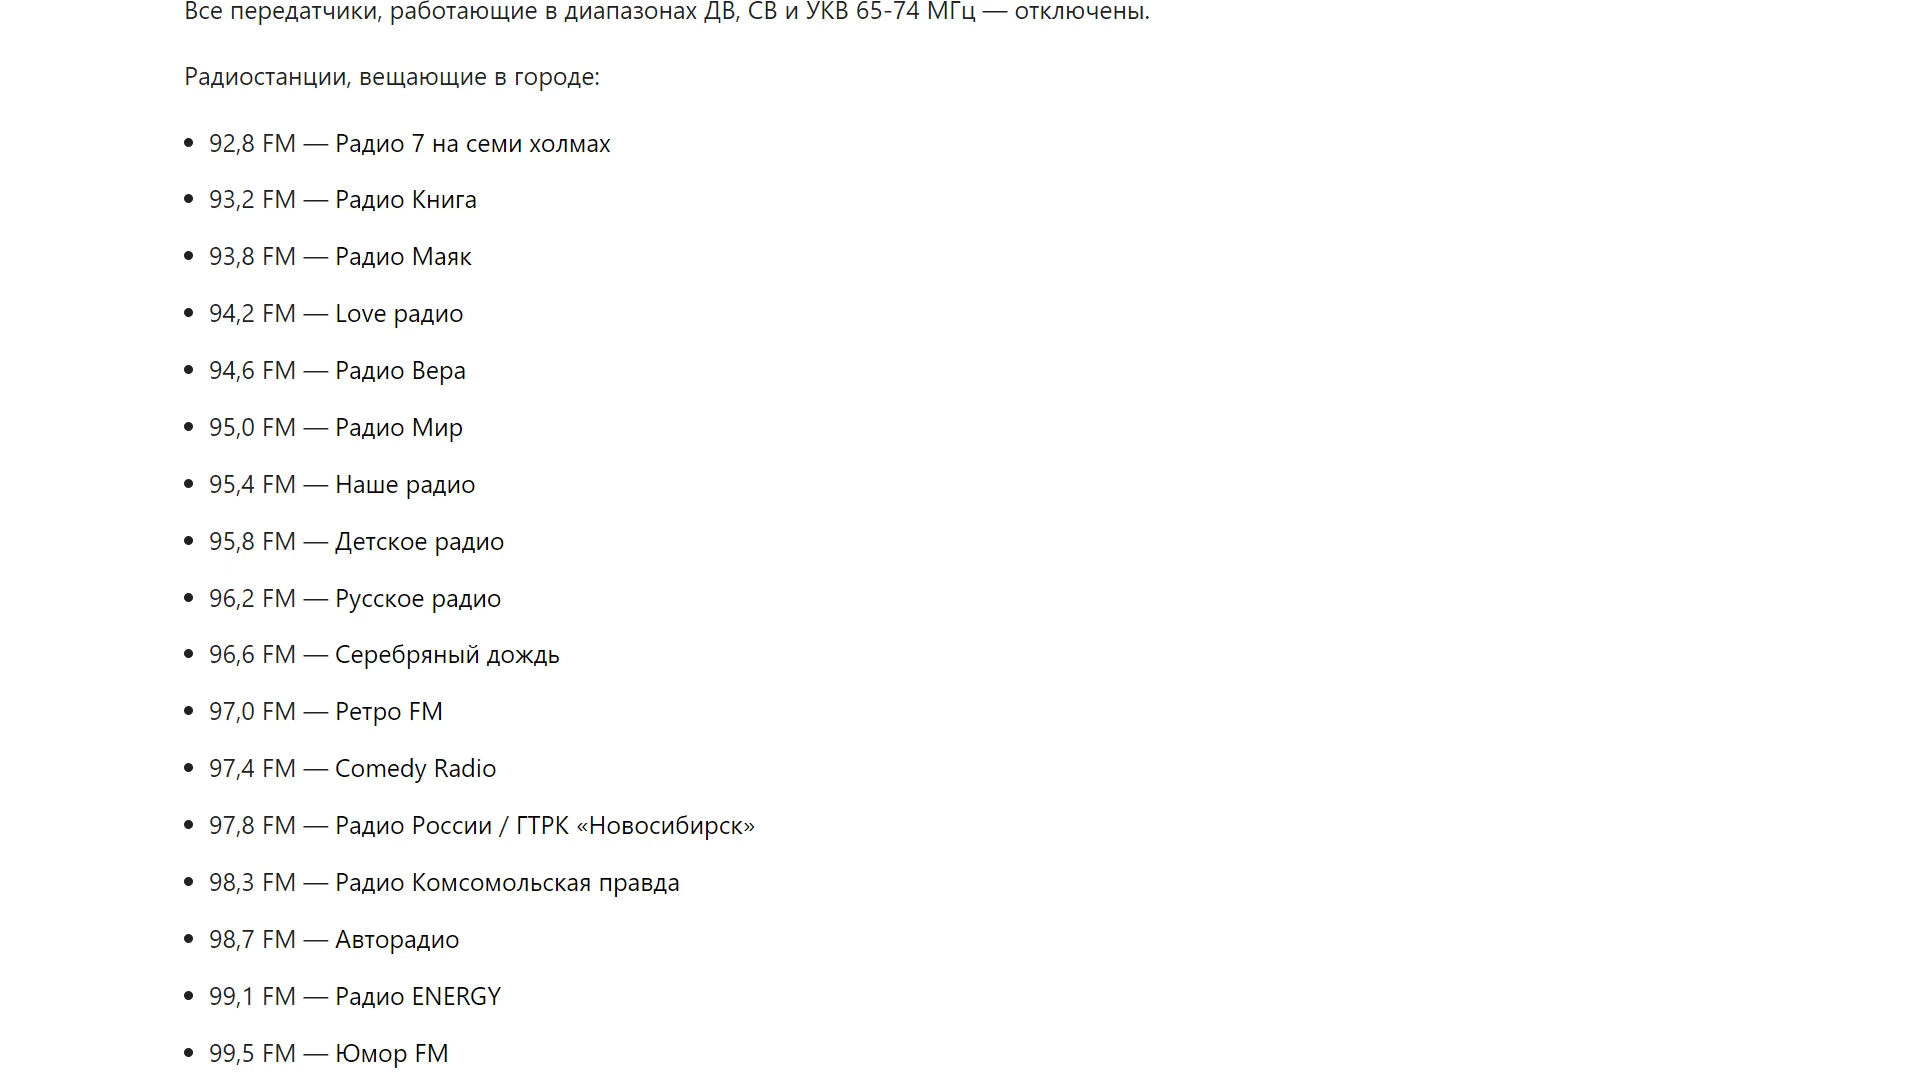 Все передатчики, работающие в диапазонах ДВ, СВ и УКВ 65-74 МГц — отключены.
Радиостанции, вещающие в городе:
• 92,8 FM — Радио 7 на семи холмах
• 93,2 FM — Радио Книга
• 93,8 FM — Радио Маяк
• 94,2 FM — Love радио
• 94,6 FM — Радио Вера
• 95,0 FM — Радио Мир
• 95,4 FM — Наше радио
• 95,8 FM — Детское радио
• 96,2 FM — Русское радио
• 96,6 FM — Серебряный дождь
• 97,0 FM — Ретро FM
• 97,4 FM — Comedy Radio
• 97,8 FM — Радио России / ГТРК «Новосибирск»
• 98,3 FM — Радио Комсомольская правда
• 98,7 FM — Авторадио
• 99,1 FM — Радио ENERGY
• 99,5 FM — Юмор FM